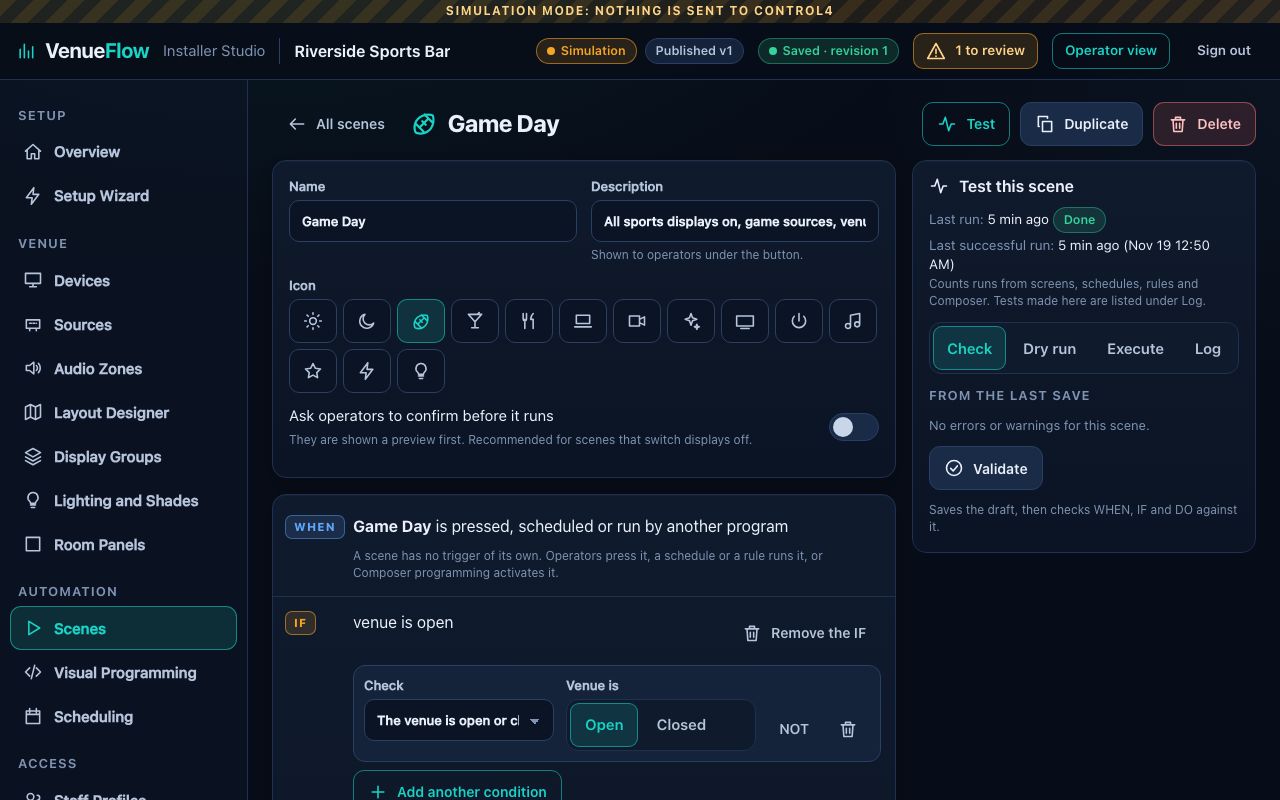 SIMULATION MODE: NOTHING IS SENT TO CONTROL4
VenueFlow Installer Studio Riverside Sports Bar
Simulation
Published v1
Saved · revision 1
1 to review
Operator view
Sign out
SETUP
Overview
Setup Wizard
VENUE
Devices
Sources
Audio Zones
Layout Designer
Display Groups
Lighting and Shades
Room Panels
AUTOMATION
Scenes
Visual Programming
Scheduling
ACCESS
Staff Profiles
All scenes
Game Day
Test
Duplicate
Delete
Name
Game Day
Description
All sports displays on, game sources, venu
Shown to operators under the button.
Icon
Ask operators to confirm before it runs
They are shown a preview first. Recommended for scenes that switch displays off.
WHEN
Game Day is pressed, scheduled or run by another program
A scene has no trigger of its own. Operators press it, a schedule or a rule runs it, or
Composer programming activates it.
IF
venue is open
Remove the IF
Check
The venue is open or cl
Venue is
Open
Closed
NOT
Add another condition
Test this scene
Last run: 5 min ago Done
Last successful run: 5 min ago (Nov 19 12:50
AM)
Counts runs from screens, schedules, rules and
Composer. Tests made here are listed under Log.
Check
Dry run
Execute
Log
FROM THE LAST SAVE
No errors or warnings for this scene.
Validate
Saves the draft, then checks WHEN, IF and DO against
it.